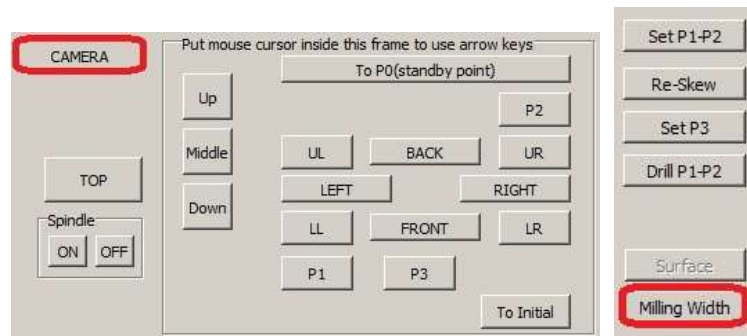 CAMERA
Put mouse cursor inside this frame to use arrow keys
To P0(standby point)
Up
P2
Middle
UL
BACK
UR
TOP
LEFT
RIGHT
Down
Spindle
ON
OFF
LL
FRONT
LR
P1
P3
To Initial
Set P1-P2
Re-Skew
Set P3
Drill P1-P2
Surface
Milling Width